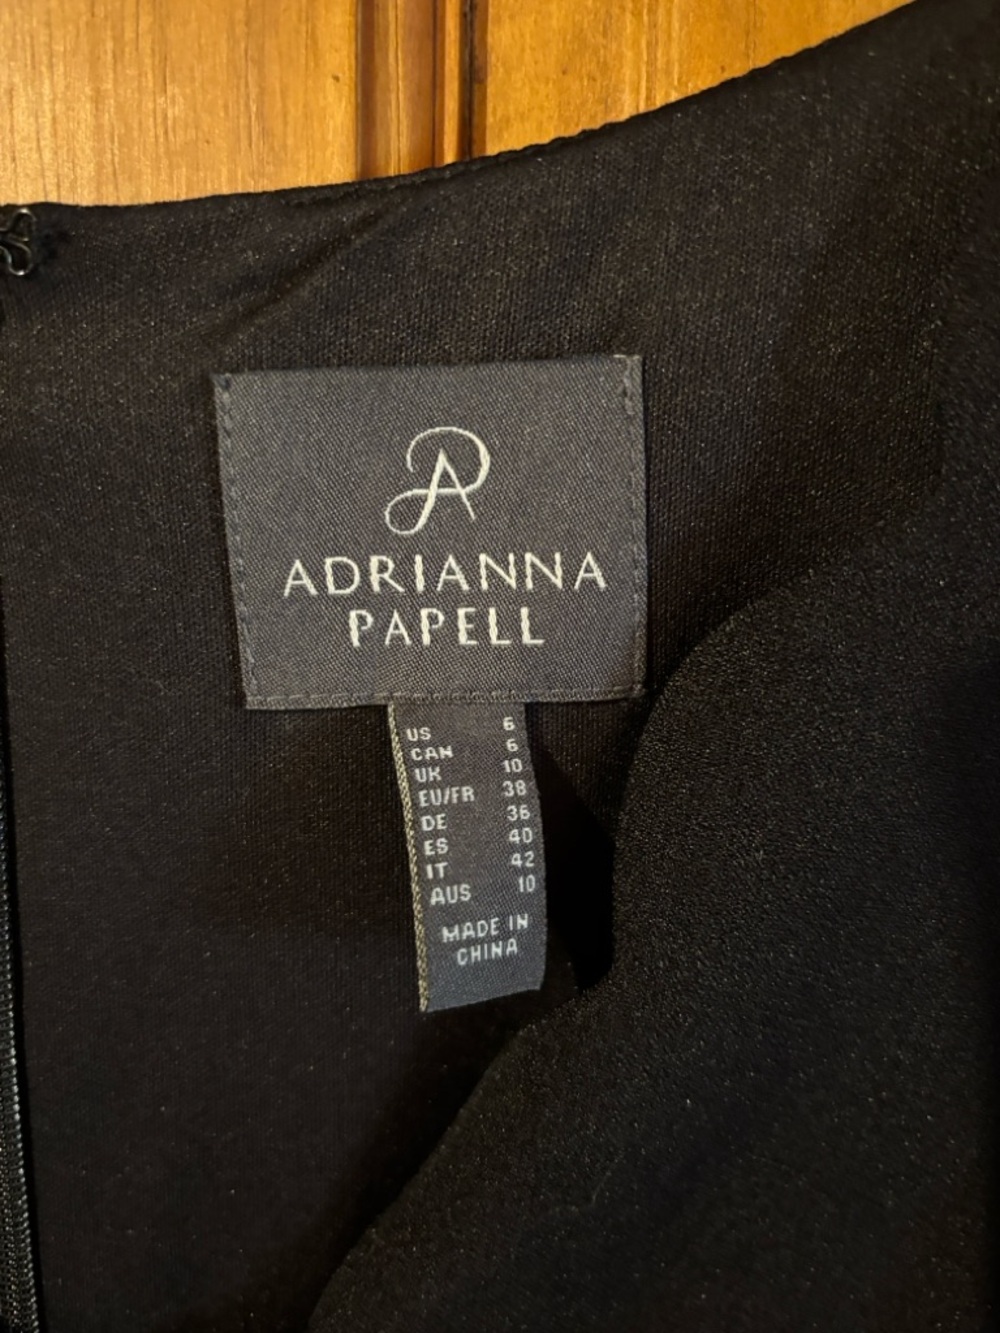 ADRIANNA
PAPELL
US 6
CAN 6
UK 10
EU/FR 38
DE 36
ES 40
IT 42
AUS 10
MADE IN
CHINA